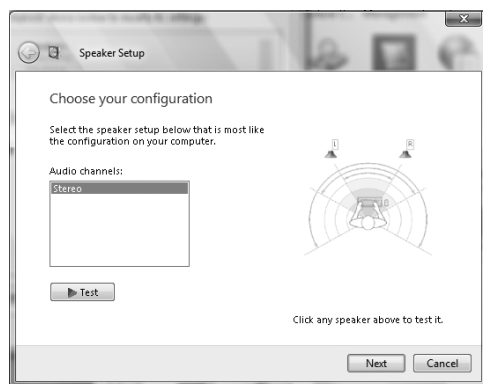 Speaker Setup
Choose your configuration
Select the speaker setup below that is most like
the configuration on your computer.
L
R
Audio channels:
Stereo
Test
Click any speaker above to test it.
Next
Cancel